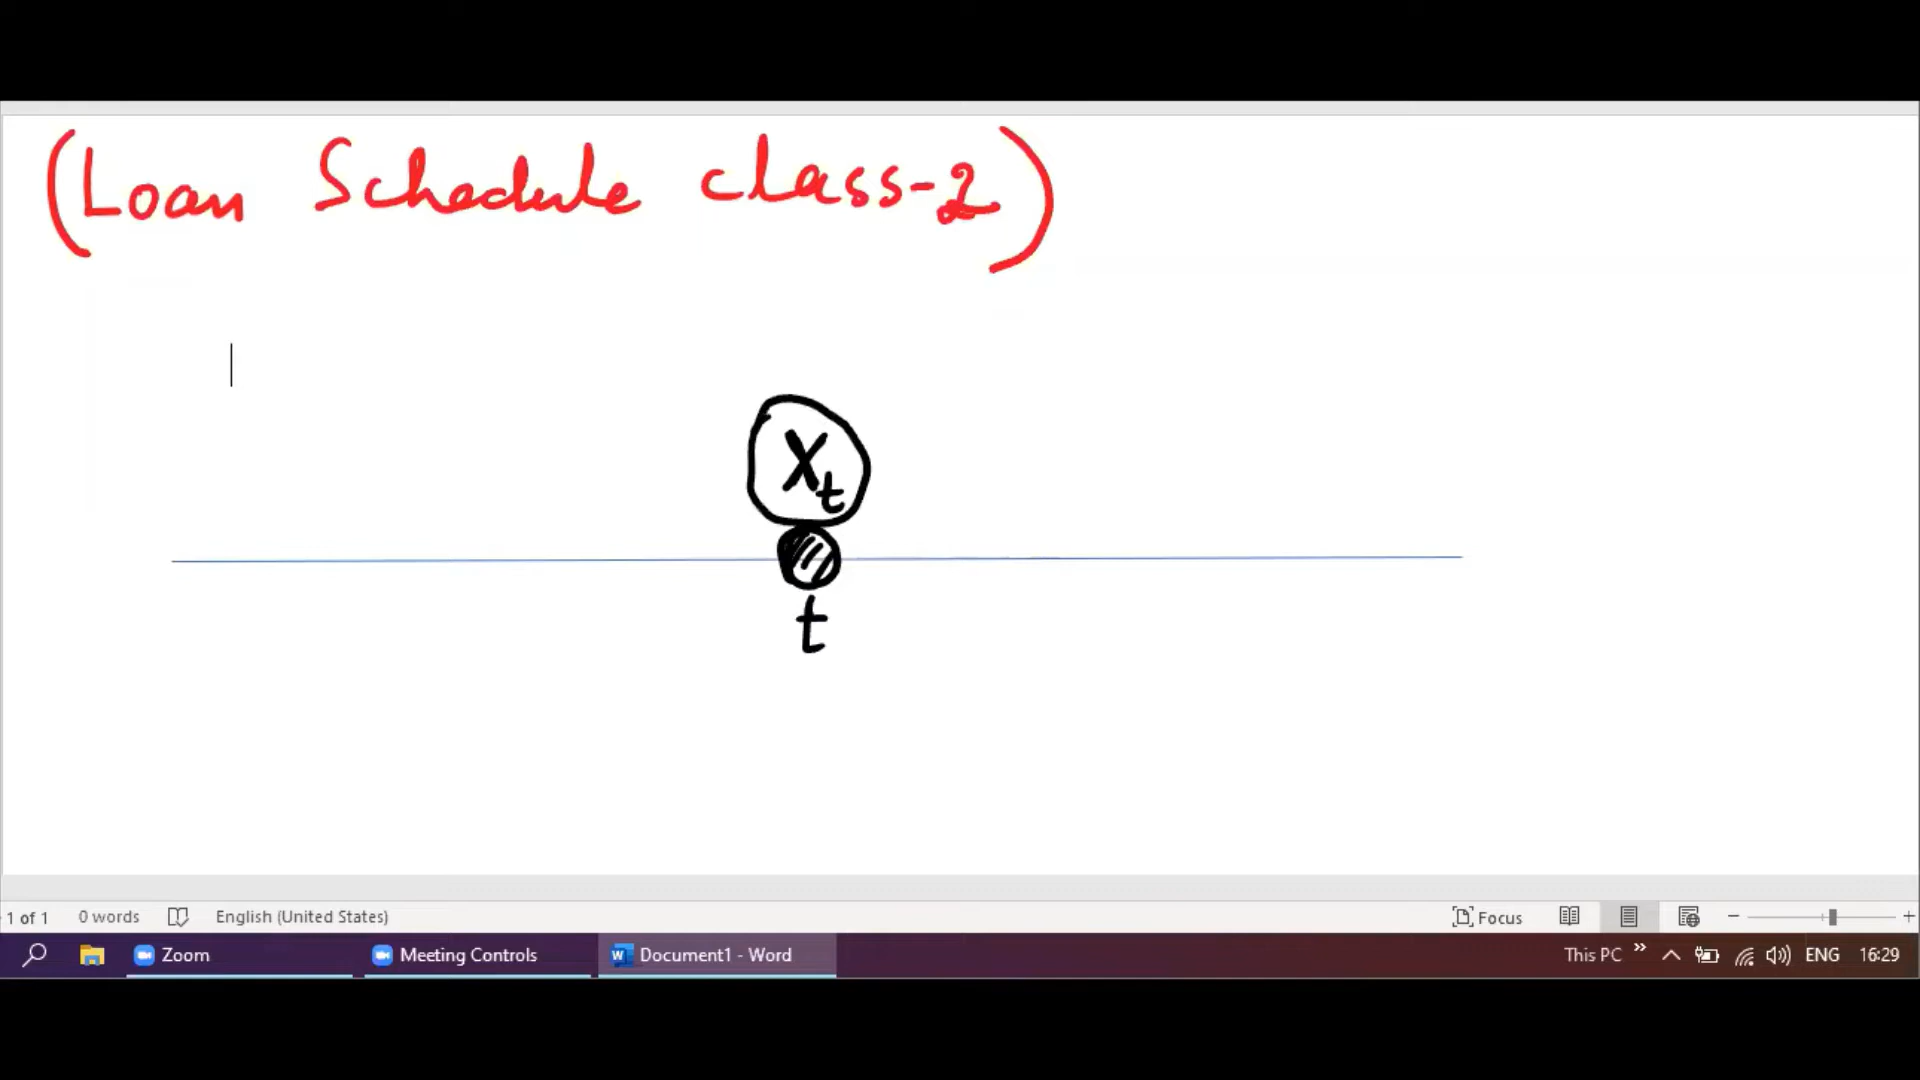 (Loan Schedule class-2)
Xt
t
1 of 1 0 words English (United States) Focus
Zoom Meeting Controls Document1 - Word This PC ENG 16:29